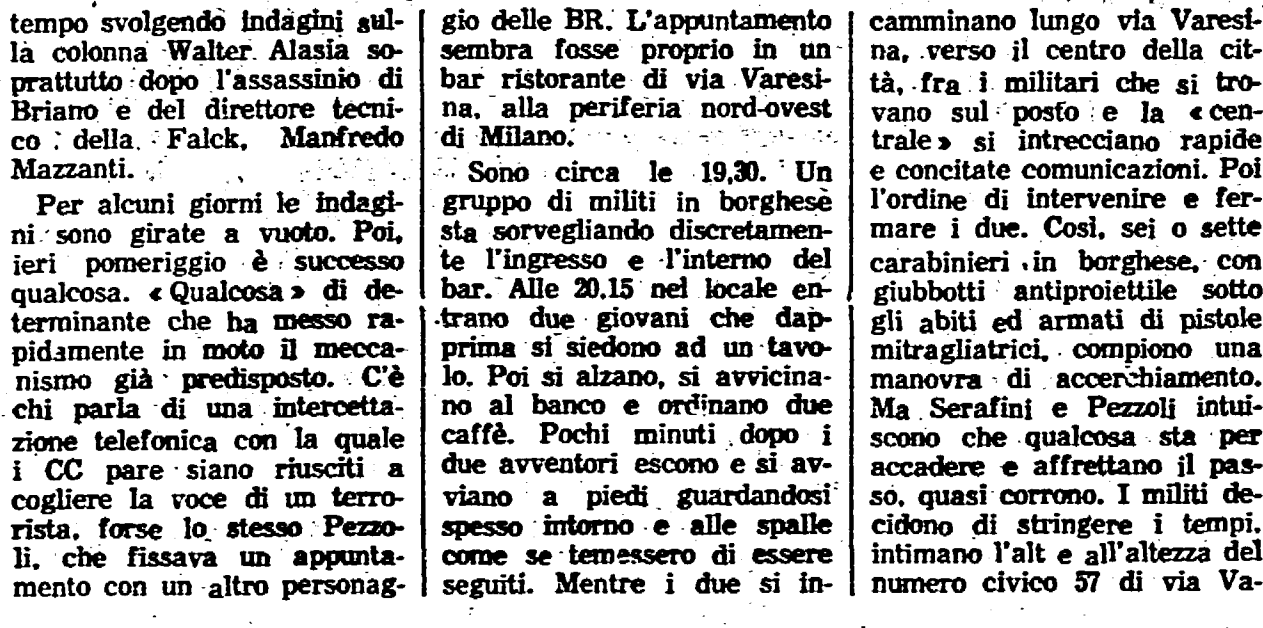 tempo svolgendo indagini sul-
la colonna Walter Alasia so-
prattutto dopo l'assassinio di
Briano e del direttore tecni-
co della Falck, Manfredo
Mazzanti.
Per alcuni giorni le indagi-
ni sono girate a vuoto. Poi,
ieri pomeriggio è successo
qualcosa. « Qualcosa » di de-
terminante che ha messo ra-
pidamente in moto il mecca-
nismo già predisposto. C'è
chi parla di una intercetta-
zione telefonica con la quale
i CC pare siano riusciti a
cogliere la voce di un terro-
rista, forse lo stesso Pezzo-
li, che fissava un appunta-
mento con un altro personag-
gio delle BR. L'appuntamento
sembra fosse proprio in un
bar ristorante di via Varesi-
na, alla periferia nord-ovest
di Milano.
Sono circa le 19,30. Un
gruppo di militi in borghese
sta sorvegliando discretamen-
te l'ingresso e l'interno del
bar. Alle 20.15 nel locale en-
trano due giovani che dap-
prima si siedono ad un tavo-
lo. Poi si alzano, si avvicina-
no al banco e ordinano due
caffè. Pochi minuti dopo i
due avventori escono e si av-
viano a piedi guardandosi
spesso intorno e alle spalle
come se temessero di essere
seguiti. Mentre i due si in-
camminano lungo via Varesi-
na, verso il centro della cit-
tà, fra i militari che si tro-
vano sul posto e la « cen-
trale » si intrecciano rapide
e concitate comunicazioni. Poi
l'ordine di intervenire e fer-
mare i due. Così, sei o sette
carabinieri in borghese, con
giubbotti antiproiettile sotto
gli abiti ed armati di pistole
mitragliatrici, compiono una
manovra di accerchiamento.
Ma Serafini e Pezzoli intui-
scono che qualcosa sta per
accadere e affrettano il pas-
so, quasi corrono. I militi de-
cidono di stringere i tempi,
intimano l'alt e all'altezza del
numero civico 57 di via Va-